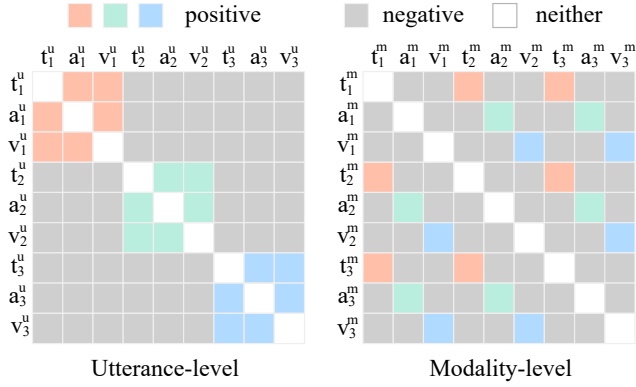 positive negative neither
t₁ᵘ a₁ᵘ v₁ᵘ t₂ᵘ a₂ᵘ v₂ᵘ t₃ᵘ a₃ᵘ v₃ᵘ
t₁ᵘ
a₁ᵘ
v₁ᵘ
t₂ᵘ
a₂ᵘ
v₂ᵘ
t₃ᵘ
a₃ᵘ
v₃ᵘ
Utterance-level
t₁ᵐ a₁ᵐ v₁ᵐ t₂ᵐ a₂ᵐ v₂ᵐ t₃ᵐ a₃ᵐ v₃ᵐ
t₁ᵐ
a₁ᵐ
v₁ᵐ
t₂ᵐ
a₂ᵐ
v₂ᵐ
t₃ᵐ
a₃ᵐ
v₃ᵐ
Modality-level